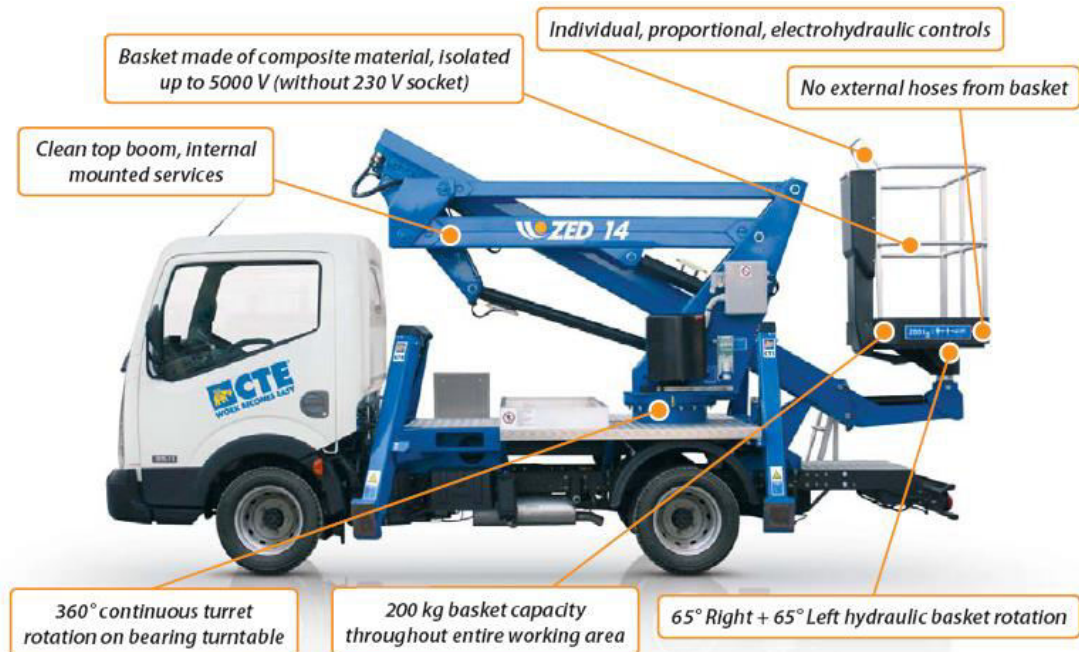 Individual, proportional, electrohydraulic controls
Basket made of composite material, isolated
up to 5000 V (without 230 V socket)
No external hoses from basket
Clean top boom, internal
mounted services
ZED 14
CTE
WORK BECOMES EASY
360° continuous turret
rotation on bearing turntable
200 kg basket capacity
throughout entire working area
65° Right + 65° Left hydraulic basket rotation